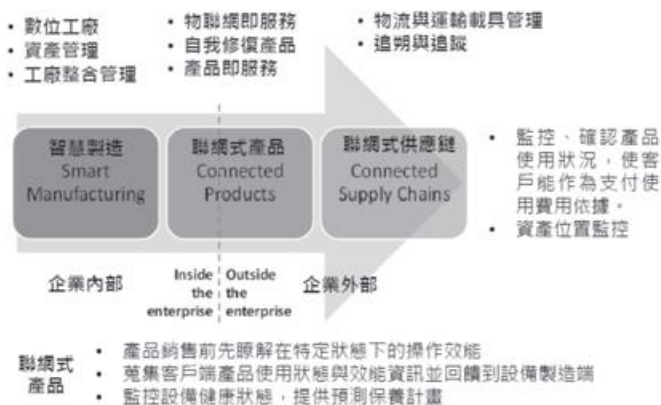 • 數位工廠
• 資產管理
• 工廠整合管理
• 物聯網即服務
• 自我修復產品
• 產品即服務
• 物流與運輸載具管理
• 追朔與追蹤
智慧製造
Smart
Manufacturing
聯網式產品
Connected
Products
聯網式供應鏈
Connected
Supply Chains
• 監控、確認產品
使用狀況，使客
戶能作為支付使
用費用依據。
• 資產位置監控
企業內部
Inside
the
enterprise
Outside
the
enterprise
企業外部
聯網式
產品
• 產品銷售前先瞭解在特定狀態下的操作效能
• 蒐集客戶端產品使用狀態與效能資訊並回饋到設備製造端
• 監控設備健康狀態，提供預測保養計畫